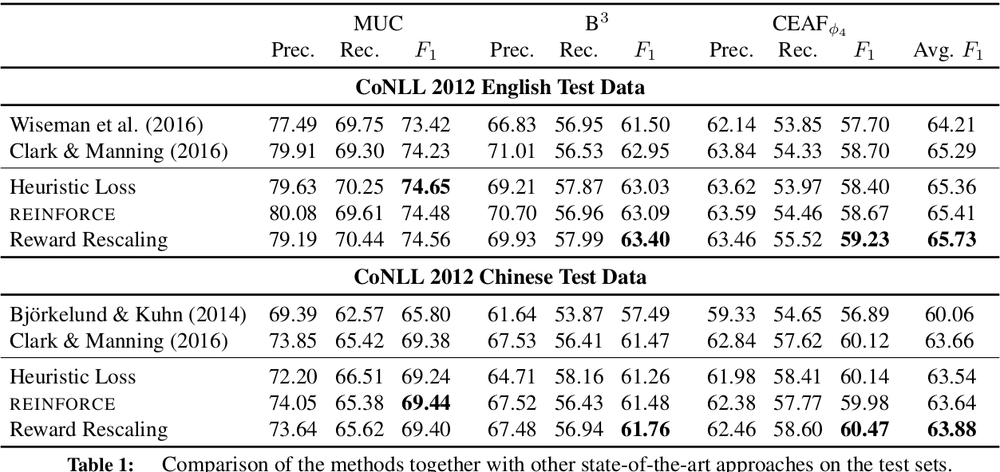 MUC B³ CEAFϕ₄
Prec. Rec. F₁ Prec. Rec. F₁ Prec. Rec. F₁ Avg. F₁
CoNLL 2012 English Test Data
Wiseman et al. (2016) 77.49 69.75 73.42 66.83 56.95 61.50 62.14 53.85 57.70 64.21
Clark & Manning (2016) 79.91 69.30 74.23 71.01 56.53 62.95 63.84 54.33 58.70 65.29
Heuristic Loss 79.63 70.25 74.65 69.21 57.87 63.03 63.62 53.97 58.40 65.36
REINFORCE 80.08 69.61 74.48 70.70 56.96 63.09 63.59 54.46 58.67 65.41
Reward Rescaling 79.19 70.44 74.56 69.93 57.99 63.40 63.46 55.52 59.23 65.73
CoNLL 2012 Chinese Test Data
Björkelund & Kuhn (2014) 69.39 62.57 65.80 61.64 53.87 57.49 59.33 54.65 56.89 60.06
Clark & Manning (2016) 73.85 65.42 69.38 67.53 56.41 61.47 62.84 57.62 60.12 63.66
Heuristic Loss 72.20 66.51 69.24 64.71 58.16 61.26 61.98 58.41 60.14 63.54
REINFORCE 74.05 65.38 69.44 67.52 56.43 61.48 62.38 57.77 59.98 63.64
Reward Rescaling 73.64 65.62 69.40 67.48 56.94 61.76 62.46 58.60 60.47 63.88
Table 1: Comparison of the methods together with other state-of-the-art approaches on the test sets.